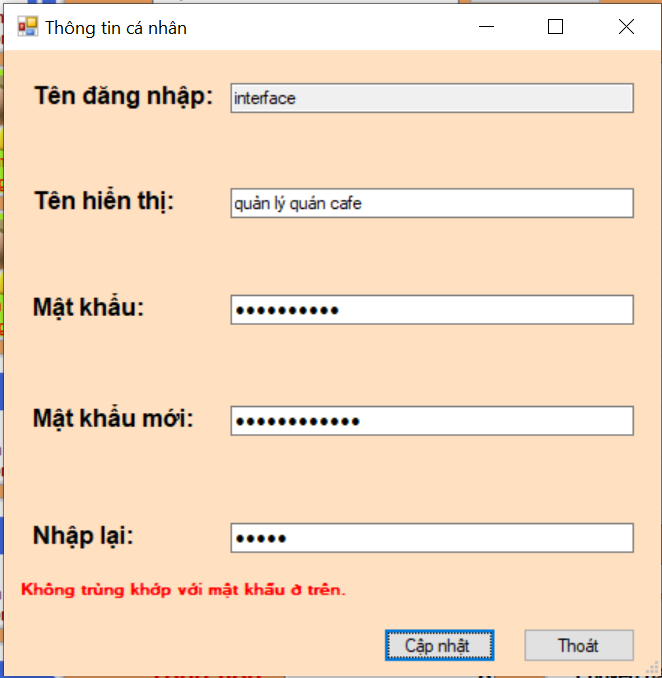 Thông tin cá nhân
Tên đăng nhập: interface
Tên hiển thị: quản lý quán cafe
Mật khẩu: ●●●●●●●●●●
Mật khẩu mới: ●●●●●●●●●●●●
Nhập lại: ●●●●●
Không trùng khớp với mật khẩu ở trên.
Cập nhật Thoát